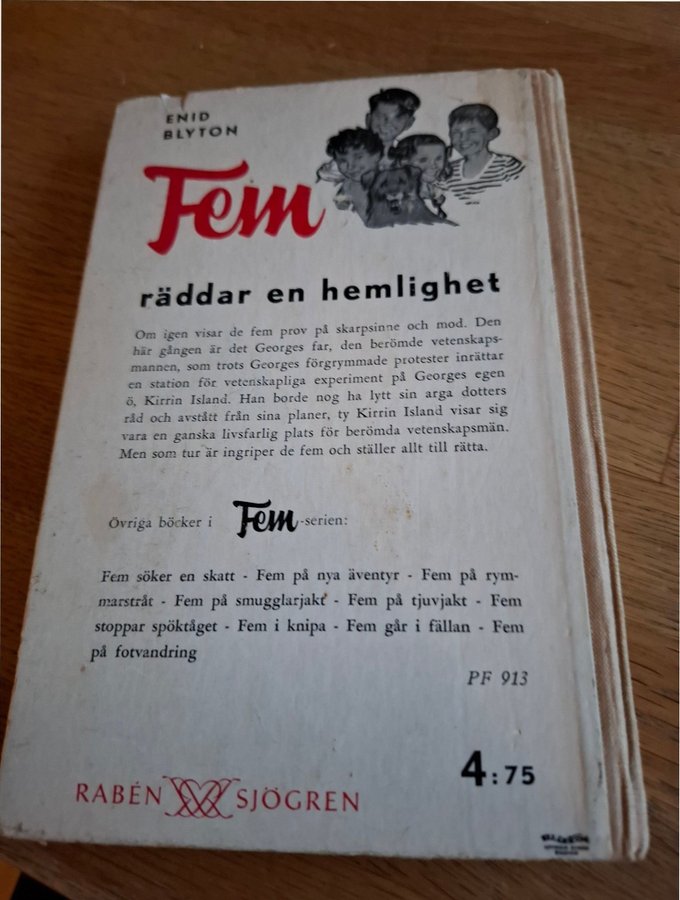 ENID
BLYTON
Fem
räddar en hemlighet
Om igen visar de fem prov på skarpsinne och mod. Den
här gången är det Georges far, den berömde vetenskaps-
mannen, som trots Georges förgrymmade protester inrättar
en station för vetenskapliga experiment på Georges egen
ö, Kirrin Island. Han borde nog ha lytt sin arga dotters
råd och avstått från sina planer, ty Kirrin Island visar sig
vara en ganska livsfarlig plats för berömda vetenskapsmän.
Men som tur är ingriper de fem och ställer allt till rätta.
Övriga böcker i Fem-serien:
Fem söker en skatt - Fem på nya äventyr - Fem på rym-
marstråt - Fem på smugglarjakt - Fem på tjuvjakt - Fem
stoppar spöktåget - Fem i knipa - Fem går i fällan - Fem
på fotvandring
PF 913
4:75
RABÉN SJÖGREN